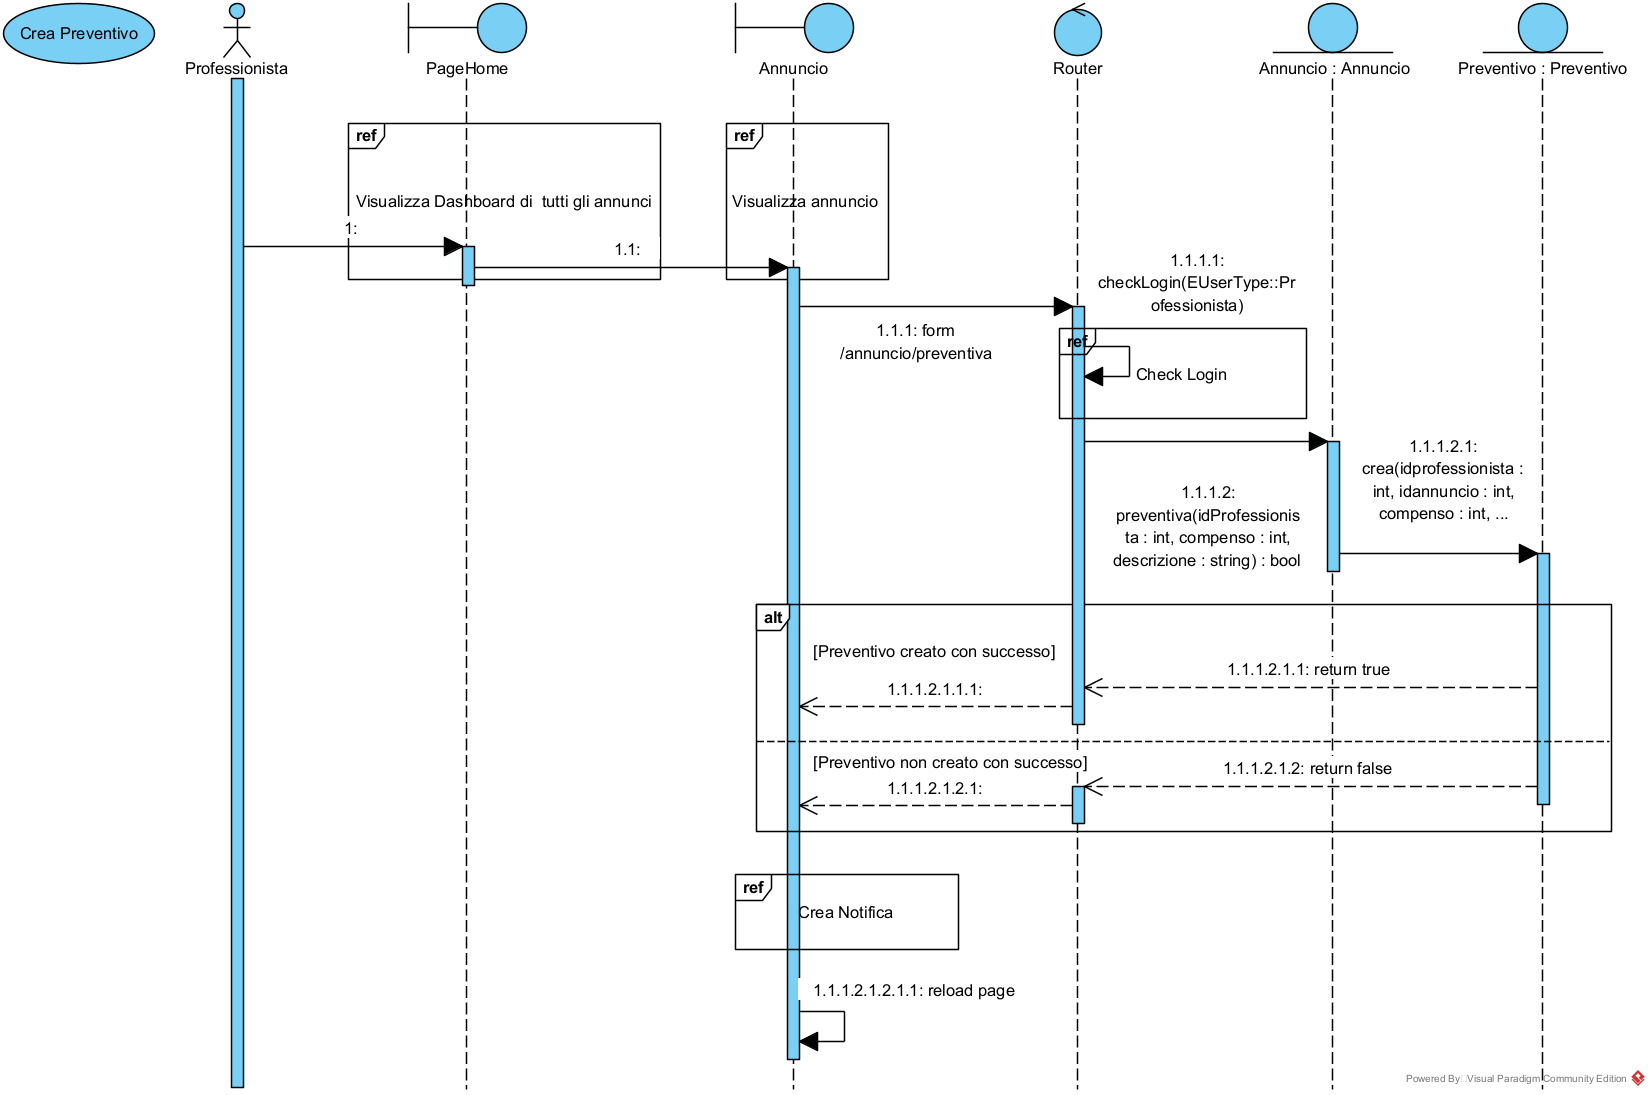 Crea Preventivo
Professionista
PageHome
Annuncio
Router
Annuncio : Annuncio
Preventivo : Preventivo
ref
Visualizza Dashboard di  tutti gli annunci
ref
Visualizza annuncio
1:
1.1:
1.1.1: form
/annuncio/preventiva
1.1.1.1:
checkLogin(EUserType::Pr
ofessionista)
ref
Check Login
1.1.1.2:
preventiva(idProfessionis
ta : int, compenso : int,
descrizione : string) : bool
1.1.1.2.1:
crea(idprofessionista :
int, idannuncio : int,
compenso : int, ...
alt
[Preventivo creato con successo]
1.1.1.2.1.1: return true
1.1.1.2.1.1.1:
[Preventivo non creato con successo]
1.1.1.2.1.2: return false
1.1.1.2.1.2.1:
ref
Crea Notifica
1.1.1.2.1.2.1.1: reload page
Powered By Visual Paradigm Community Edition